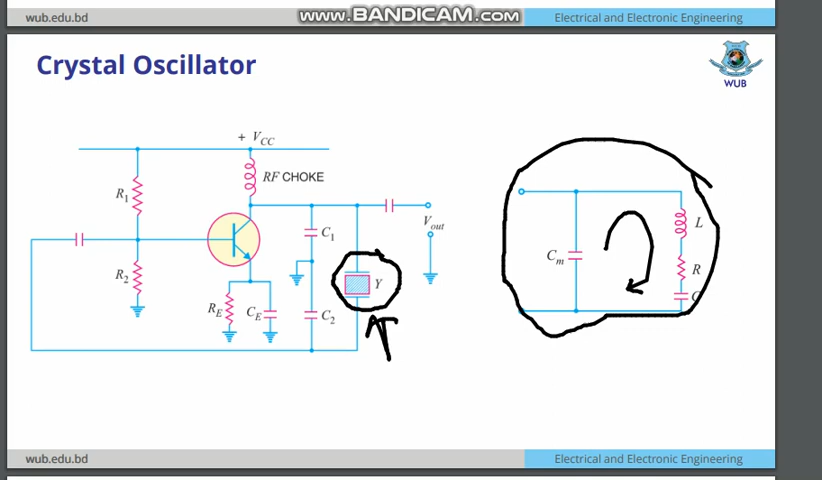 www.BANDICAM.com
wub.edu.bd
Electrical and Electronic Engineering
Crystal Oscillator
WUB
+ VCC
RF CHOKE
R1
C1
Vout
R2
Y
RE
CE
C2
Cm
L
R
C
wub.edu.bd
Electrical and Electronic Engineering